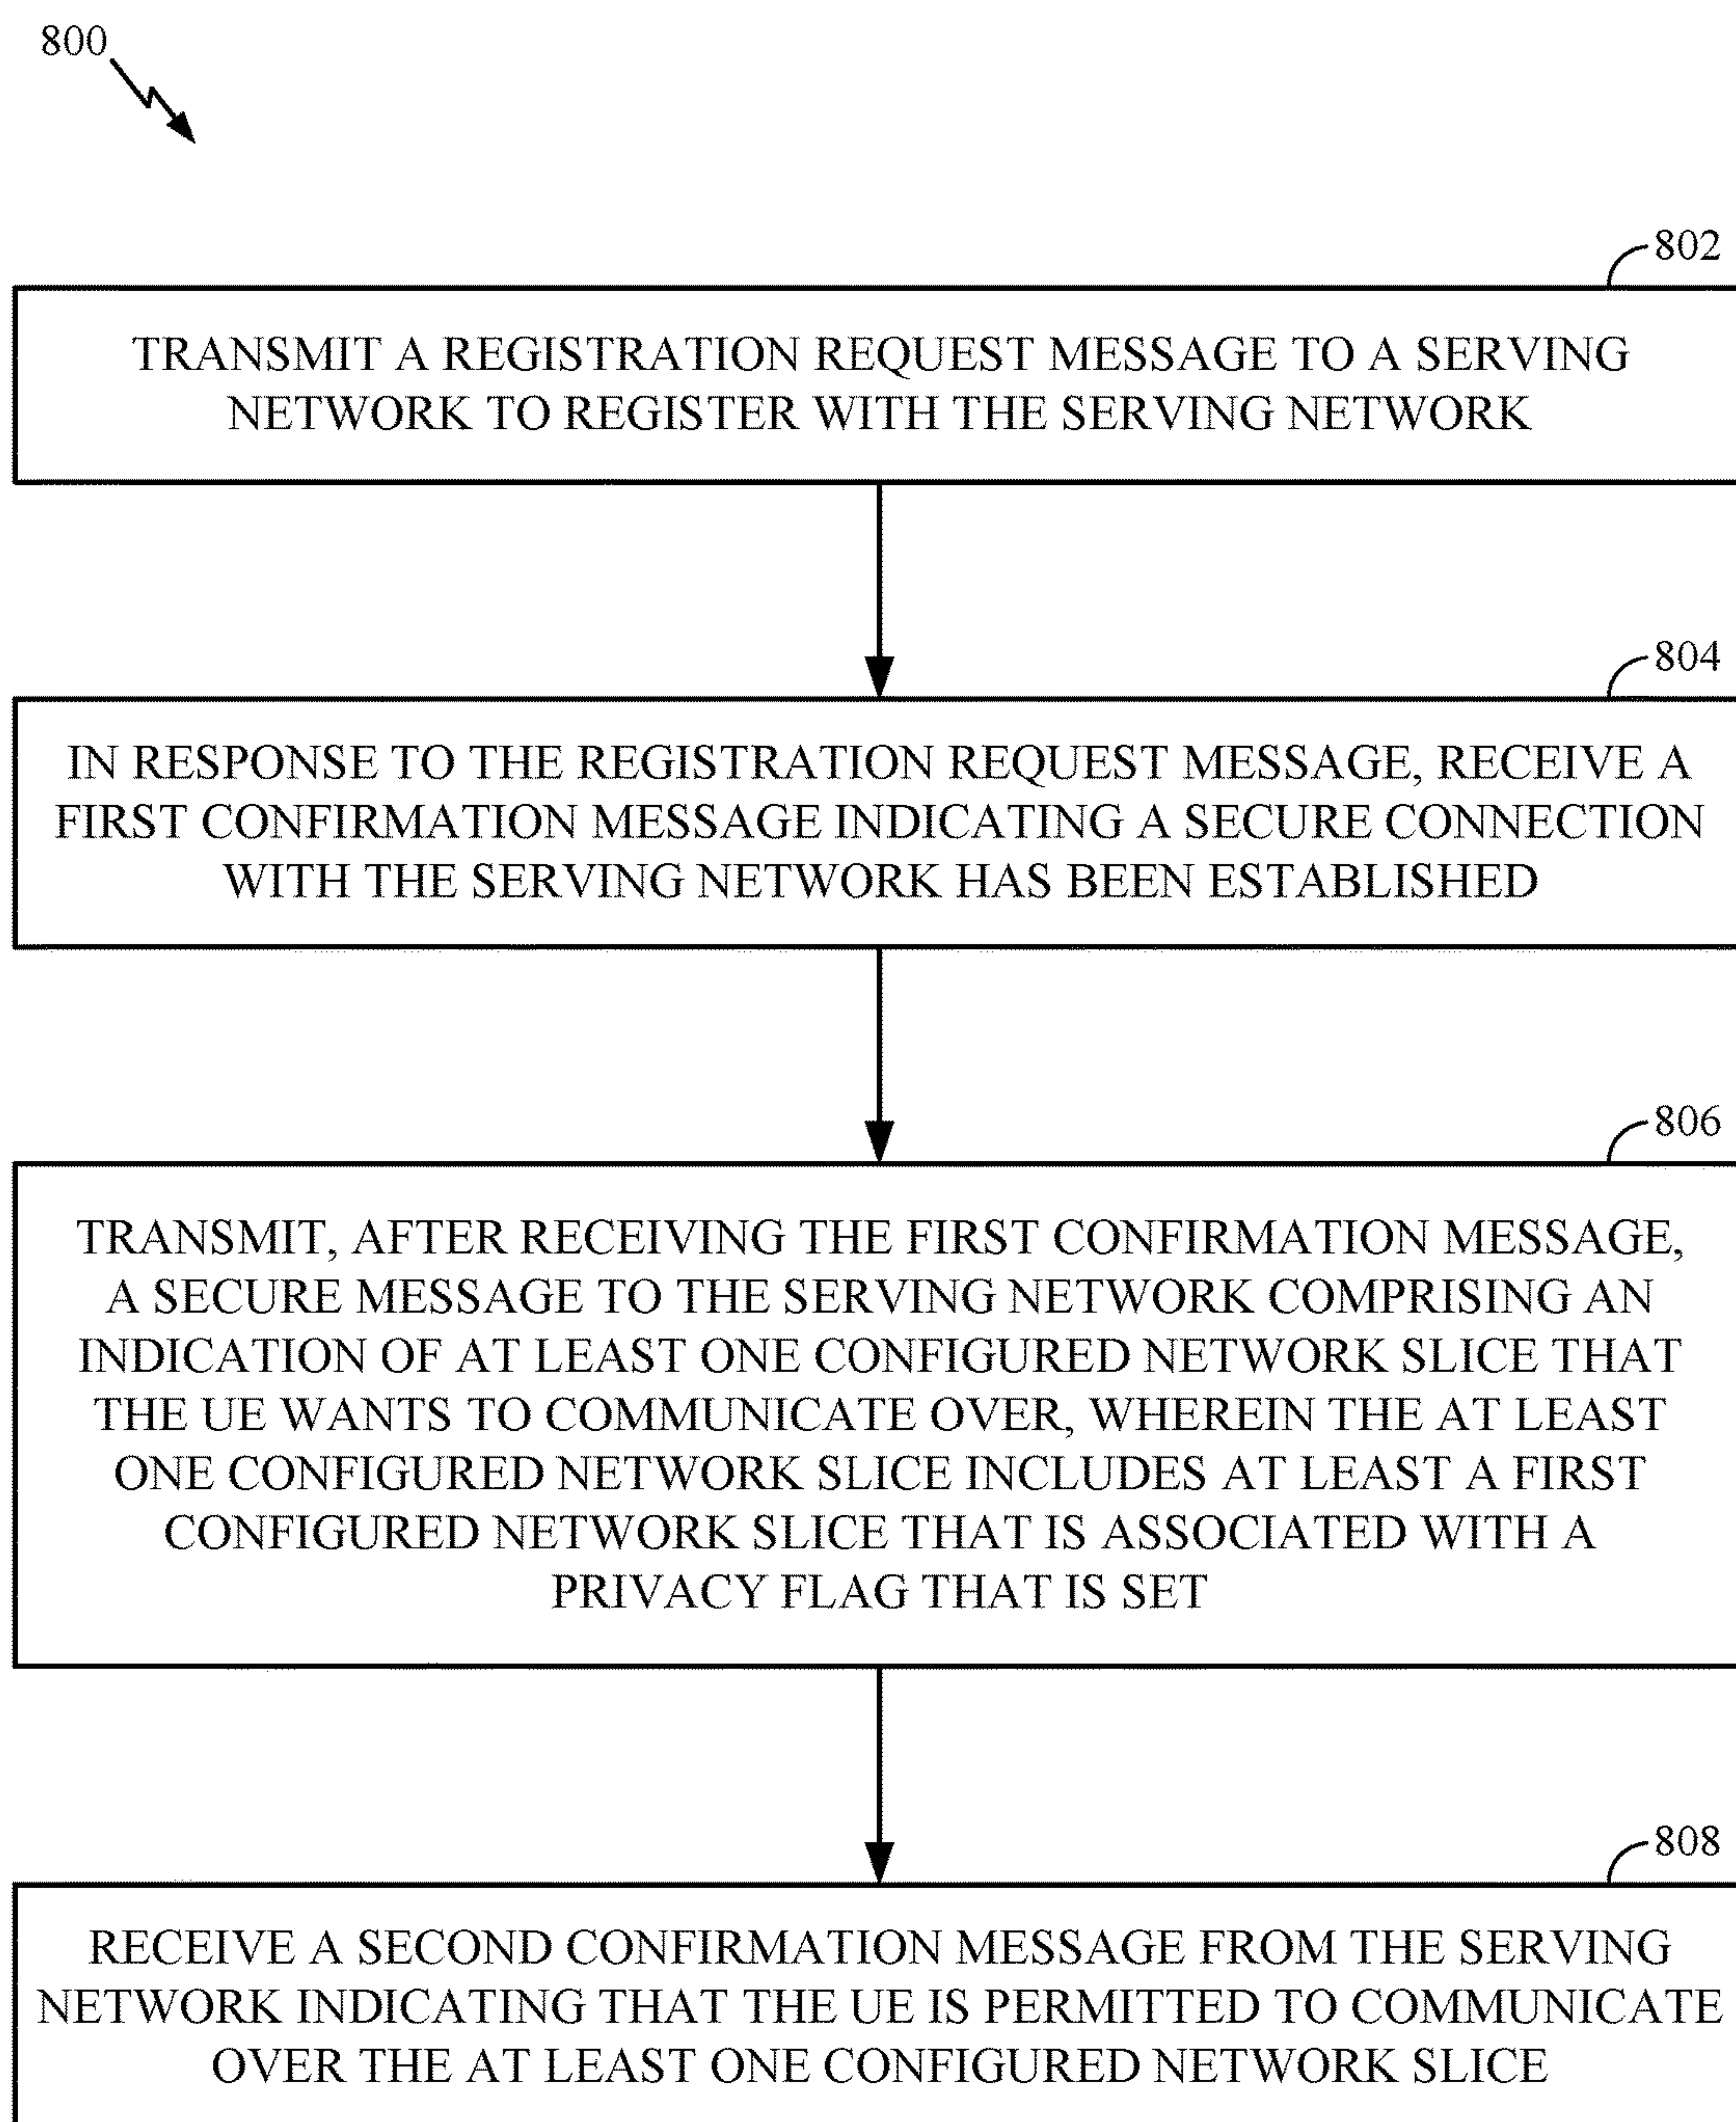 800
802
TRANSMIT A REGISTRATION REQUEST MESSAGE TO A SERVING
NETWORK TO REGISTER WITH THE SERVING NETWORK
804
IN RESPONSE TO THE REGISTRATION REQUEST MESSAGE, RECEIVE A
FIRST CONFIRMATION MESSAGE INDICATING A SECURE CONNECTION
WITH THE SERVING NETWORK HAS BEEN ESTABLISHED
806
TRANSMIT, AFTER RECEIVING THE FIRST CONFIRMATION MESSAGE,
A SECURE MESSAGE TO THE SERVING NETWORK COMPRISING AN
INDICATION OF AT LEAST ONE CONFIGURED NETWORK SLICE THAT
THE UE WANTS TO COMMUNICATE OVER, WHEREIN THE AT LEAST
ONE CONFIGURED NETWORK SLICE INCLUDES AT LEAST A FIRST
CONFIGURED NETWORK SLICE THAT IS ASSOCIATED WITH A
PRIVACY FLAG THAT IS SET
808
RECEIVE A SECOND CONFIRMATION MESSAGE FROM THE SERVING
NETWORK INDICATING THAT THE UE IS PERMITTED TO COMMUNICATE
OVER THE AT LEAST ONE CONFIGURED NETWORK SLICE